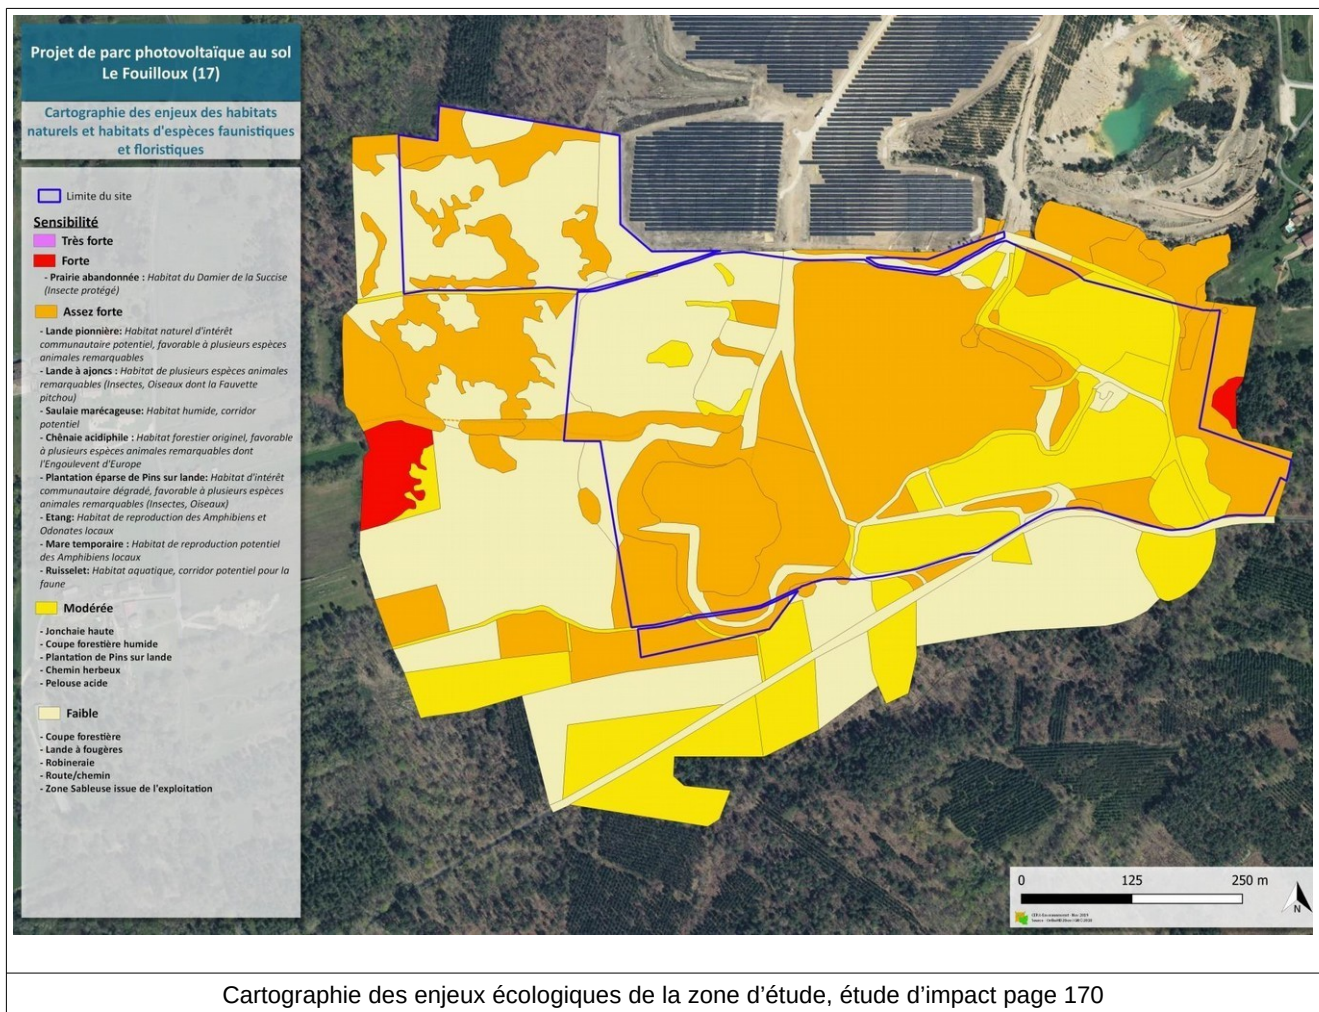 Projet de parc photovoltaïque au sol
Le Fouilloux (17)
Cartographie des enjeux des habitats
naturels et habitats d'espèces faunistiques
et floristiques
Limite du site
Sensibilité
Très forte
Forte
- Prairie abandonnée : Habitat du Damier de la Succise
(Insecte protégé)
Assez forte
- Lande pionnière: Habitat naturel d'intérêt
communautaire potentiel, favorable à plusieurs espèces
animales remarquables
- Lande à ajoncs : Habitat de plusieurs espèces animales
remarquables (Insectes, Oiseaux dont la Fauvette
pitchou)
- Saulaie marécageuse: Habitat humide, corridor
potentiel
- Chênaie acidiphile : Habitat forestier originel, favorable
à plusieurs espèces animales remarquables dont
l'Engoulevent d'Europe
- Plantation éparse de Pins sur lande: Habitat d'intérêt
communautaire dégradé, favorable à plusieurs espèces
animales remarquables (Insectes, Oiseaux)
- Etang: Habitat de reproduction des Amphibiens et
Odonates locaux
- Mare temporaire : Habitat de reproduction potentiel
des Amphibiens locaux
- Ruisselet: Habitat aquatique, corridor potentiel pour la
faune
Modérée
- Jonchaie haute
- Coupe forestière humide
- Plantation de Pins sur lande
- Chemin herbeux
- Pelouse acide
Faible
- Coupe forestière
- Lande à fougères
- Robineraie
- Route/chemin
- Zone Sableuse issue de l'exploitation
0 125 250 m
N
Cartographie des enjeux écologiques de la zone d'étude, étude d'impact page 170